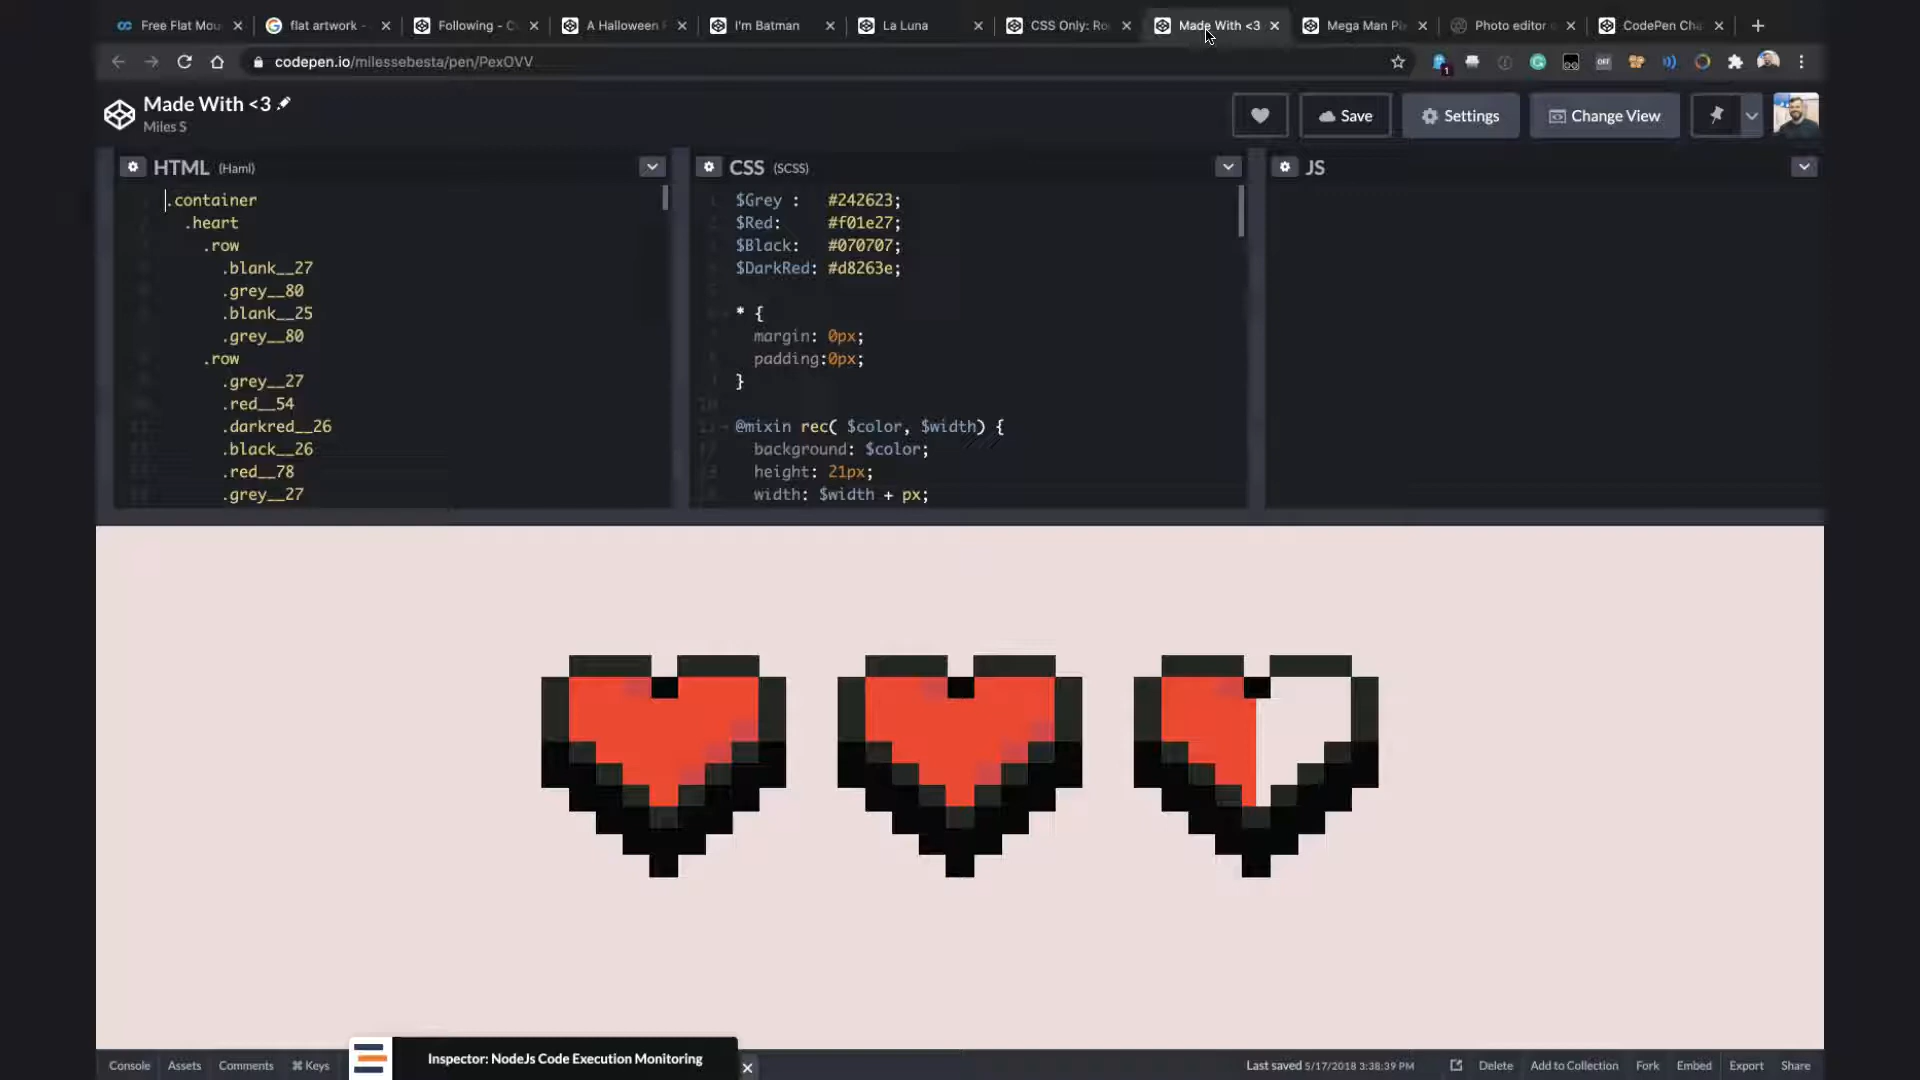 Free Flat Mou
flat artwork -
Following - C
A Halloween
I'm Batman
La Luna
CSS Only: Ro
Made With <3
Mega Man Pi
Photo editor
CodePen Cha
codepen.io/milessebesta/pen/PexOVV
1
OFF
Made With <3
Miles S
Save
Settings
Change View
HTML (Haml)
CSS (SCSS)
JS
.container
.heart
.row
.blank__27
.grey__80
.blank__25
.grey__80
.row
.grey__27
.red__54
.darkred__26
.black__26
.red__78
.grey__27
$Grey :   #242623;
$Red:     #f01e27;
$Black:   #070707;
$DarkRed: #d8263e;
* {
margin: 0px;
padding:0px;
}
@mixin rec( $color, $width) {
background: $color;
height: 21px;
width: $width + px;
Console
Assets
Comments
⌘ Keys
Inspector: NodeJs Code Execution Monitoring
Last saved 5/17/2018 3:38:39 PM
Delete
Add to Collection
Fork
Embed
Export
Share